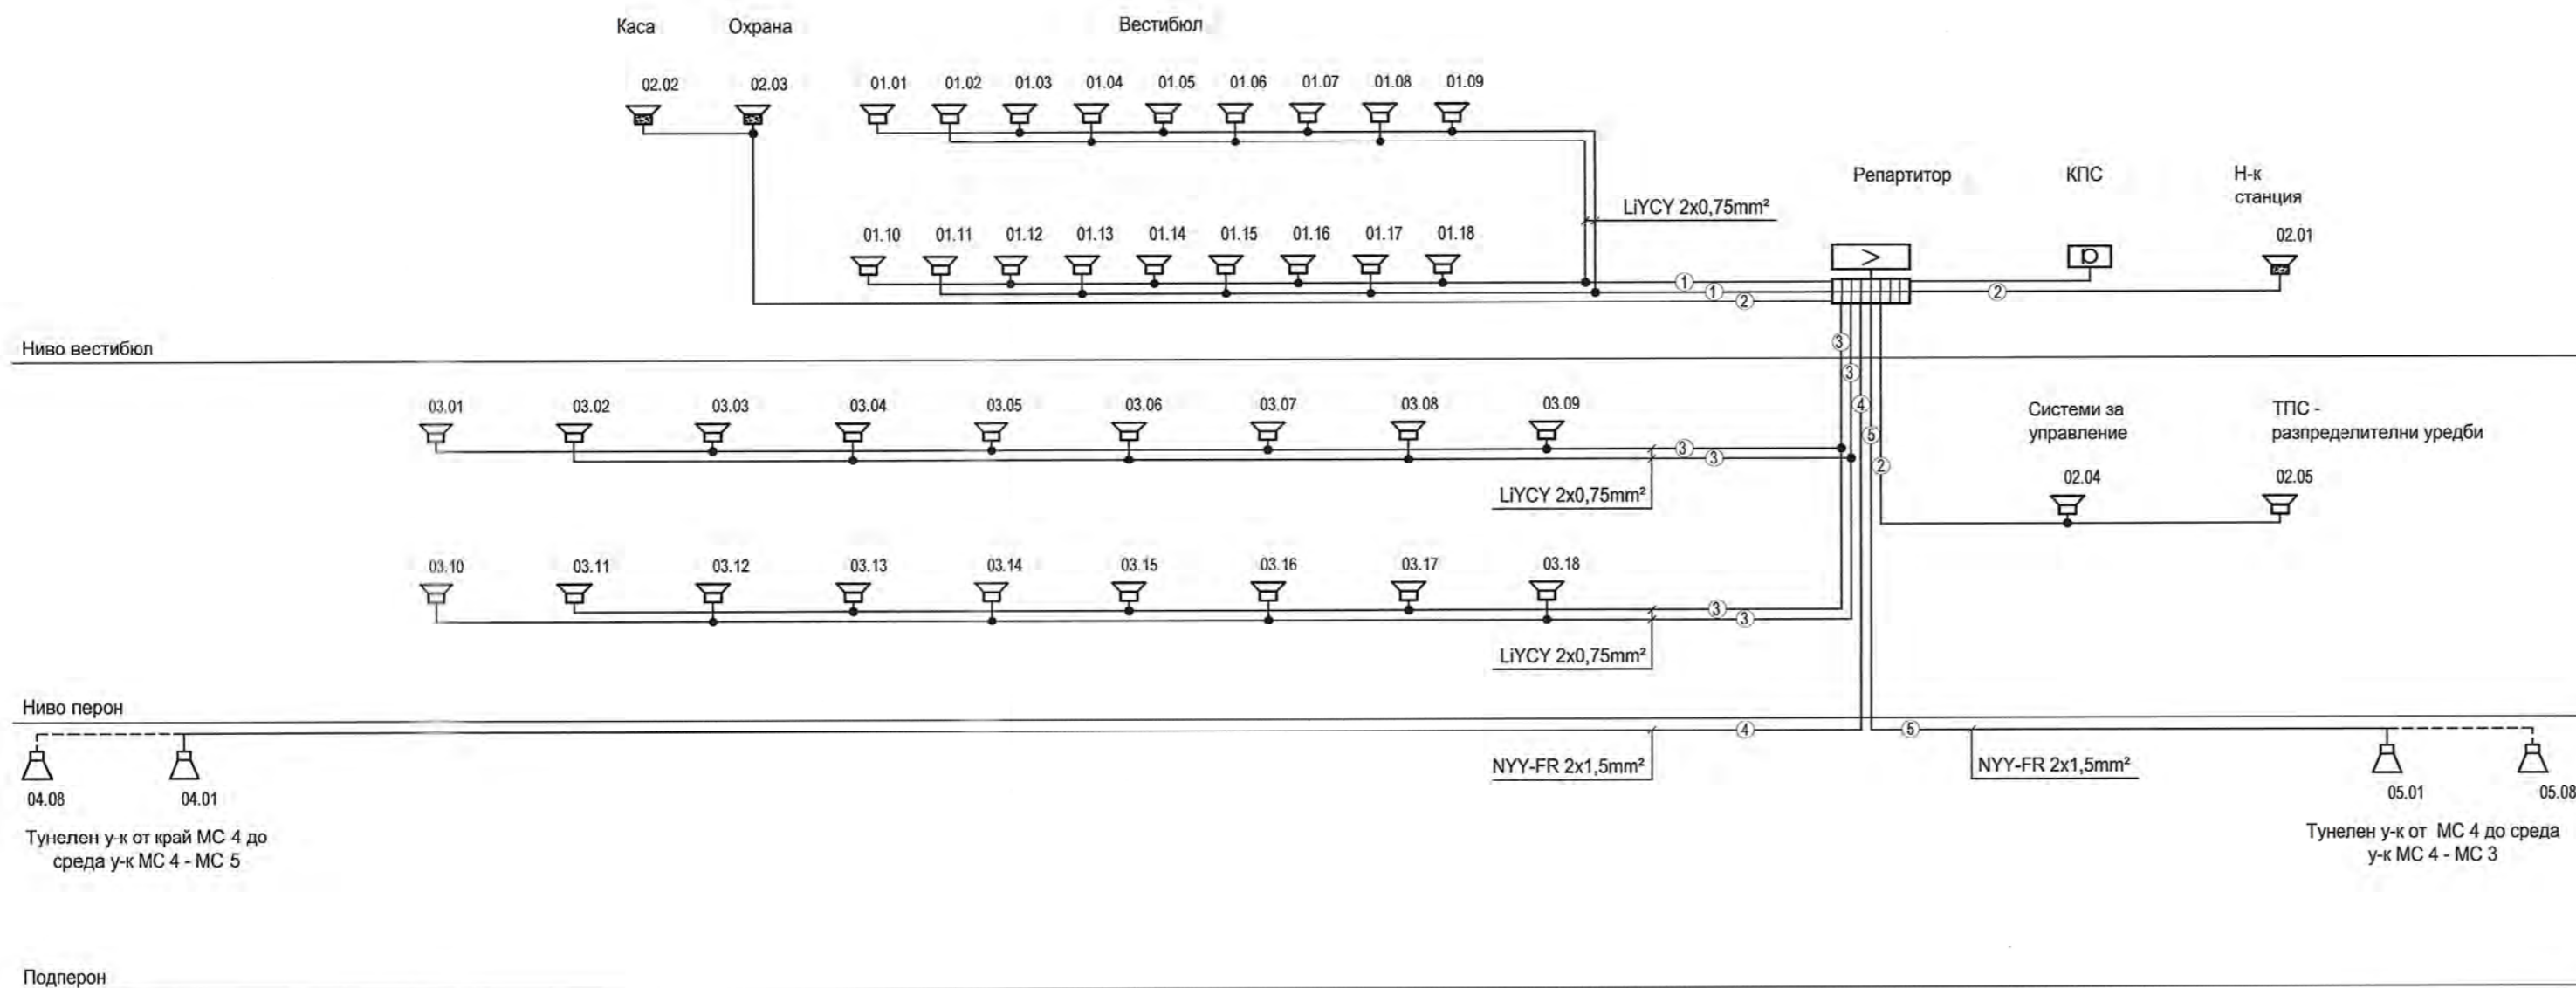 Каса Охрана Вестибюл
02.02 02.03 01.01 01.02 01.03 01.04 01.05 01.06 01.07 01.08 01.09
Репартитор КПС Н-к
станция
LiYCY 2x0,75mm²
01.10 01.11 01.12 01.13 01.14 01.15 01.16 01.17 01.18 02.01
>
1
1 2
2
Ниво вестибюл
3
3
4
5
2
03.01 03.02 03.03 03.04 03.05 03.06 03.07 03.08 03.09
Системи за
управление
ТПС -
разпределителни уредби
3
3
02.04 02.05
LiYCY 2x0,75mm²
03.10 03.11 03.12 03.13 03.14 03.15 03.16 03.17 03.18
3
3
LiYCY 2x0,75mm²
Ниво перон
4 5
NYY-FR 2x1,5mm² NYY-FR 2x1,5mm²
04.08 04.01 05.01 05.08
Тунелен у-к от край МС 4 до
среда у-к МС 4 - МС 5
Тунелен у-к от МС 4 до среда
у-к МС 4 - МС 3
Подперон